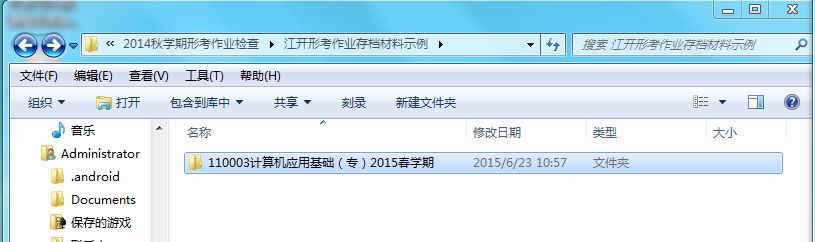 « 2014秋学期形考作业检查 江开形考作业存档材料示例
搜索 江开形考作业存档材料示例
文件(F) 编辑(E) 查看(V) 工具(T) 帮助(H)
组织 打开 包含到库中 共享 刻录 新建文件夹
名称 修改日期 类型 大小
音乐
Administrator
.android
Documents
保存的游戏
110003计算机应用基础（专）2015春学期 2015/6/23 10:57 文件夹